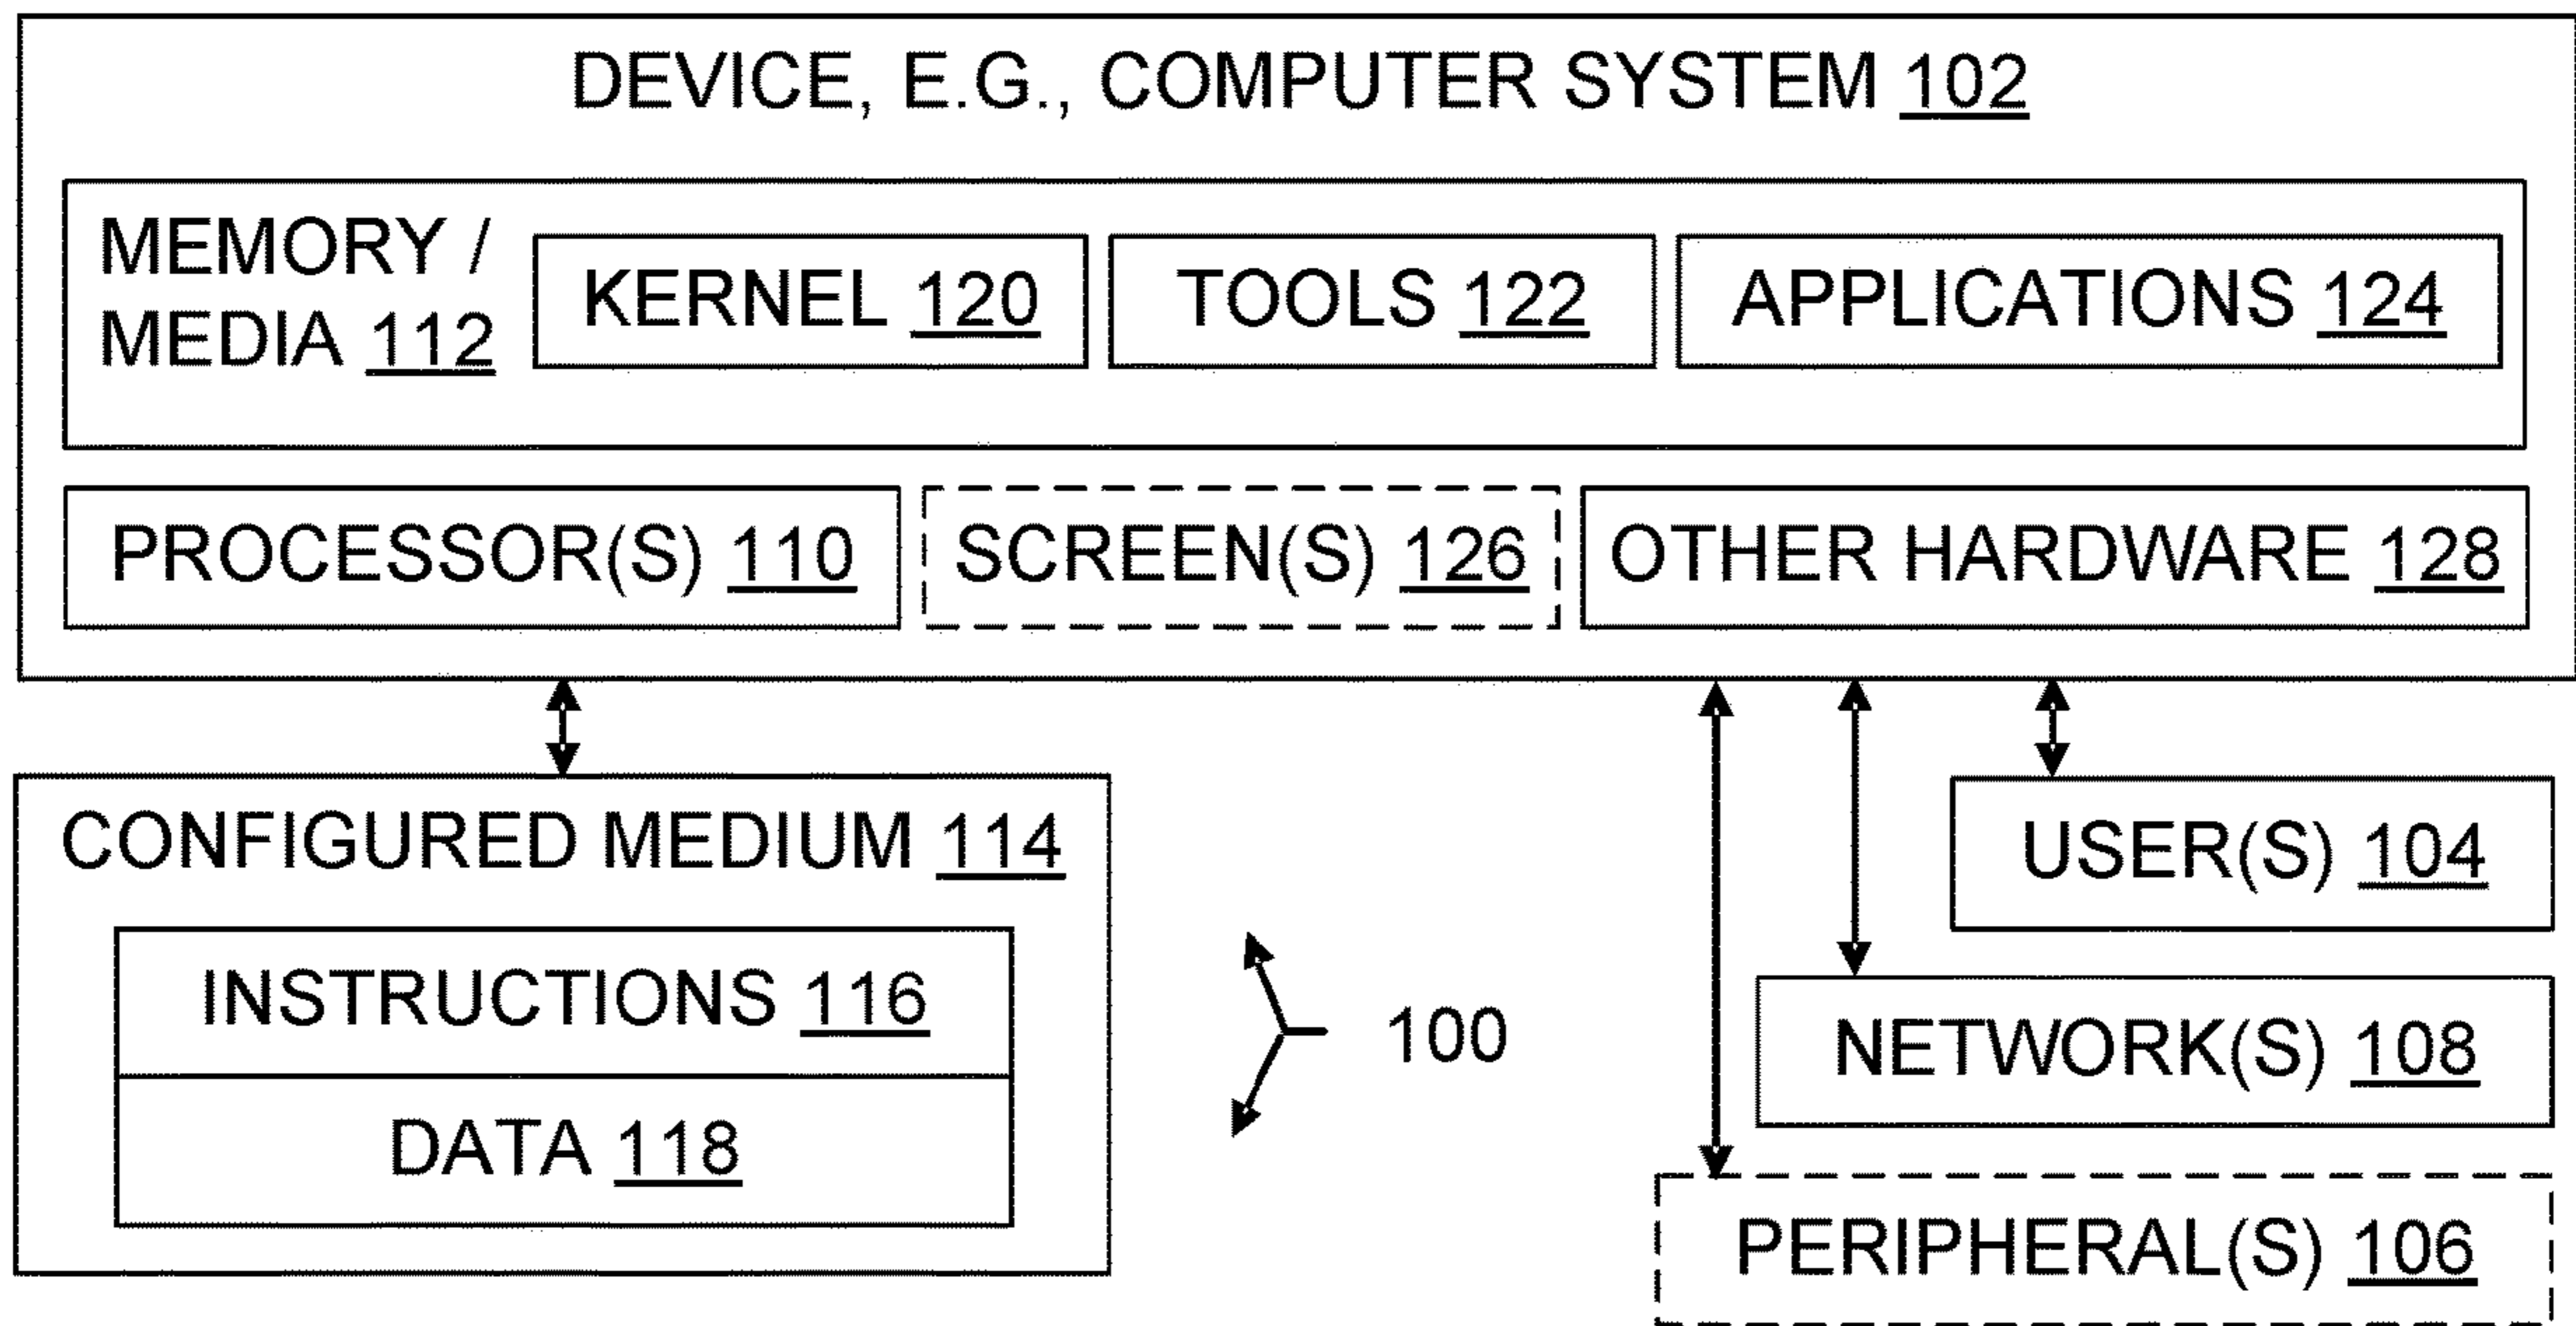 DEVICE, E.G., COMPUTER SYSTEM 102
MEMORY /
MEDIA 112
KERNEL 120
TOOLS 122
APPLICATIONS 124
PROCESSOR(S) 110
SCREEN(S) 126
OTHER HARDWARE 128
CONFIGURED MEDIUM 114
INSTRUCTIONS 116
DATA 118
100
USER(S) 104
NETWORK(S) 108
PERIPHERAL(S) 106